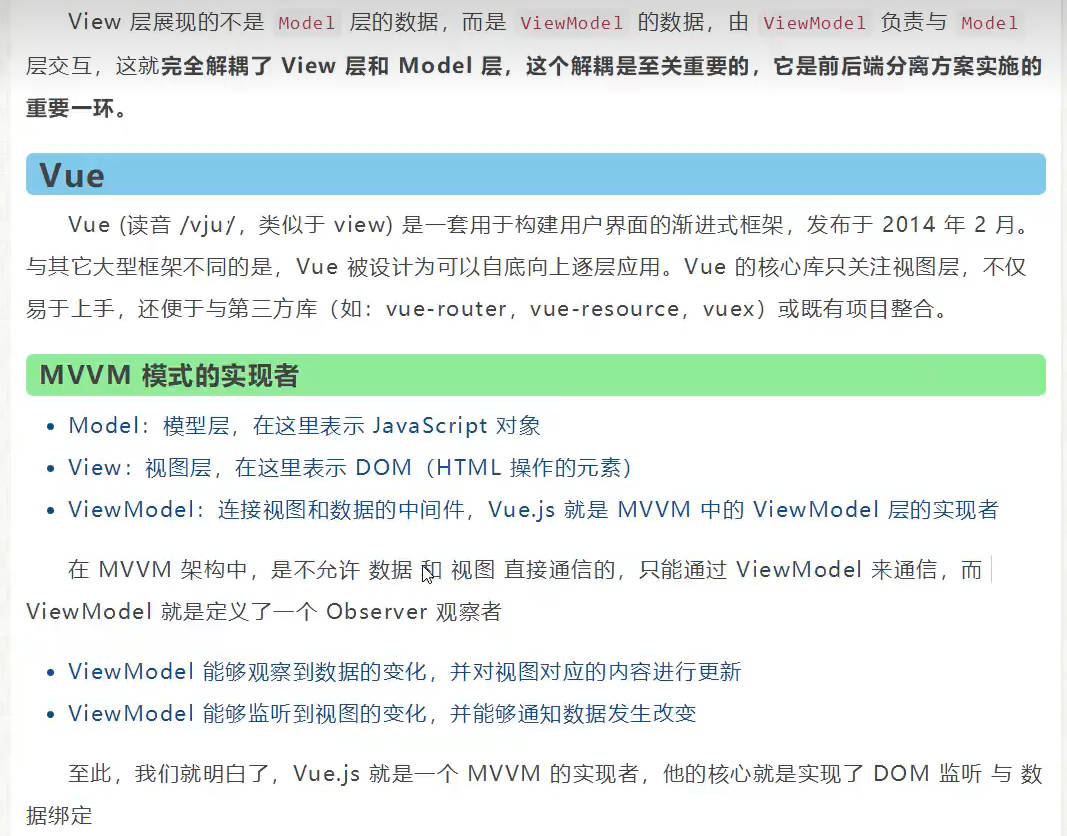 View 层展现的不是 Model 层的数据，而是 ViewModel 的数据，由 ViewModel 负责与 Model
层交互，这就完全解耦了 View 层和 Model 层，这个解耦是至关重要的，它是前后端分离方案实施的
重要一环。
Vue
Vue (读音 /vjuː/，类似于 view) 是一套用于构建用户界面的渐进式框架，发布于 2014 年 2 月。
与其它大型框架不同的是，Vue 被设计为可以自底向上逐层应用。Vue 的核心库只关注视图层，不仅
易于上手，还便于与第三方库（如：vue-router，vue-resource，vuex）或既有项目整合。
MVVM 模式的实现者
• Model：模型层，在这里表示 JavaScript 对象
• View：视图层，在这里表示 DOM（HTML 操作的元素）
• ViewModel：连接视图和数据的中间件，Vue.js 就是 MVVM 中的 ViewModel 层的实现者
在 MVVM 架构中，是不允许 数据 和 视图 直接通信的，只能通过 ViewModel 来通信，而
ViewModel 就是定义了一个 Observer 观察者
• ViewModel 能够观察到数据的变化，并对视图对应的内容进行更新
• ViewModel 能够监听到视图的变化，并能够通知数据发生改变
至此，我们就明白了，Vue.js 就是一个 MVVM 的实现者，他的核心就是实现了 DOM 监听 与 数
据绑定